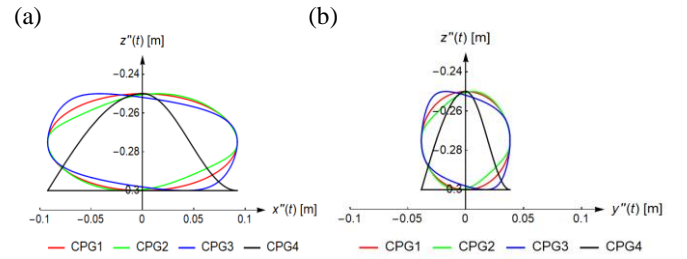 (a)
z"(t) [m]
-0.24
-0.26
-0.28
0.3
-0.1 -0.05 0 0.05 0.1 x"(t) [m]
CPG1 CPG2 CPG3 CPG4
(b)
z"(t) [m]
-0.24
-0.26
-0.28
0.3
-0.1 -0.05 0 0.05 0.1 y"(t) [m]
CPG1 CPG2 CPG3 CPG4